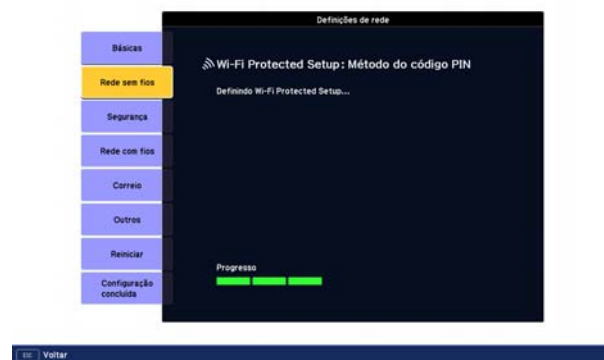 Definições de rede
Básicas
Rede sem fios
Segurança
Rede com fios
Correio
Outros
Reiniciar
Configuração
concluída
Wi-Fi Protected Setup: Método do código PIN
Definindo Wi-Fi Protected Setup...
Progresso
ESC Voltar